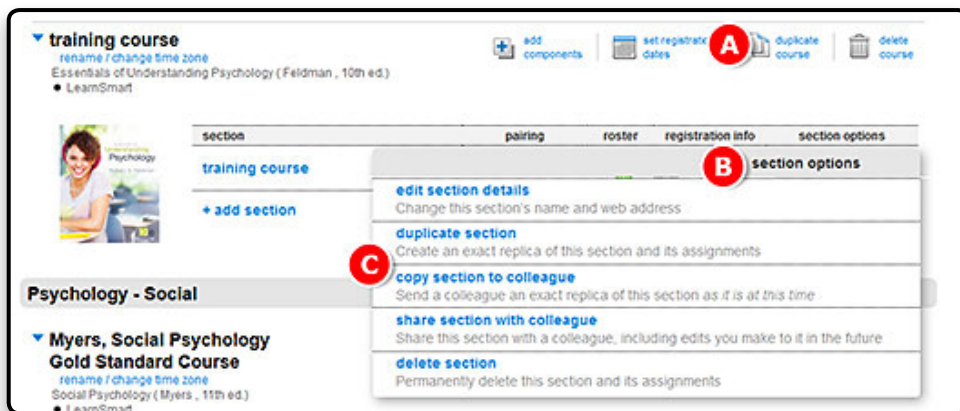 training course
rename / change time zone
Essentials of Understanding Psychology ( Feldman , 10th ed.)
LearnSmart
add components
set registrat dates
A
duplicate course
delete course
section pairing roster registration info section options
Understanding Psychology
training course
B
section options
edit section details
Change this section's name and web address
+ add section
duplicate section
Create an exact replica of this section and its assignments
C
copy section to colleague
Send a colleague an exact replica of this section as it is at this time
share section with colleague
Share this section with a colleague, including edits you make to it in the future
delete section
Permanently delete this section and its assignments
Psychology - Social
Myers, Social Psychology
Gold Standard Course
rename / change time zone
Social Psychology ( Myers , 11th ed.)
LearnSmart